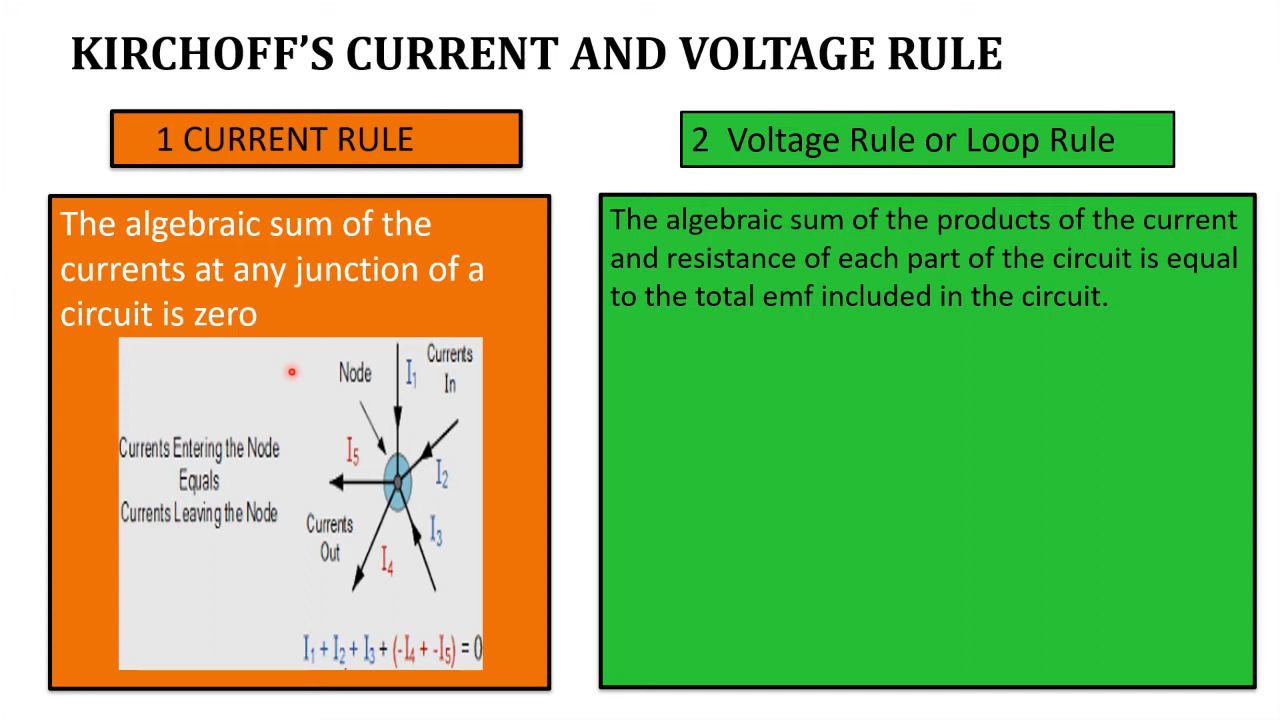 KIRCHOFF’S CURRENT AND VOLTAGE RULE
1 CURRENT RULE
The algebraic sum of the
currents at any junction of a
circuit is zero
Currents Entering the Node
Equals
Currents Leaving the Node
Node
I₁
Currents
In
I₅
I₂
Currents
Out
I₃
I₄
I₁ + I₂ + I₃ + (-I₄ + -I₅) = 0
2 Voltage Rule or Loop Rule
The algebraic sum of the products of the current
and resistance of each part of the circuit is equal
to the total emf included in the circuit.